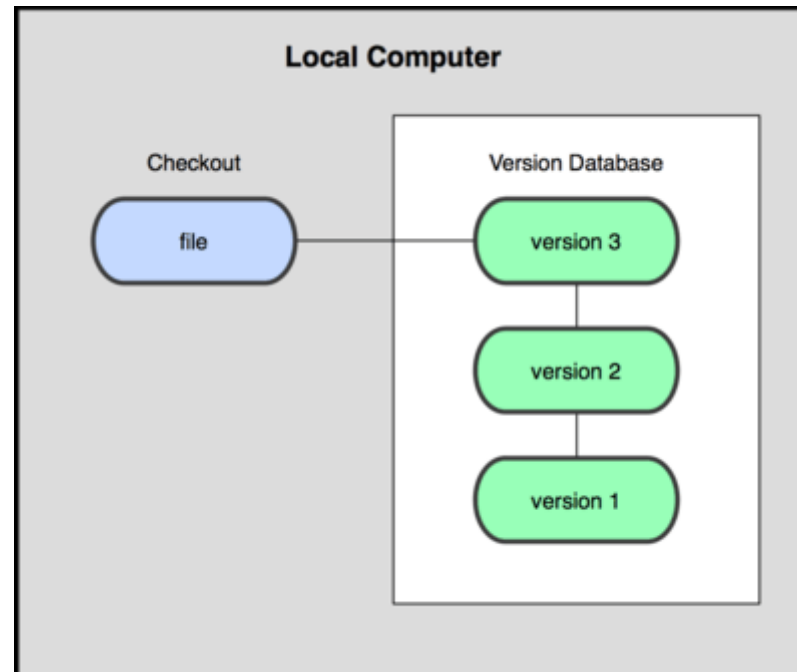 Local Computer
Checkout
Version Database
file
version 3
version 2
version 1